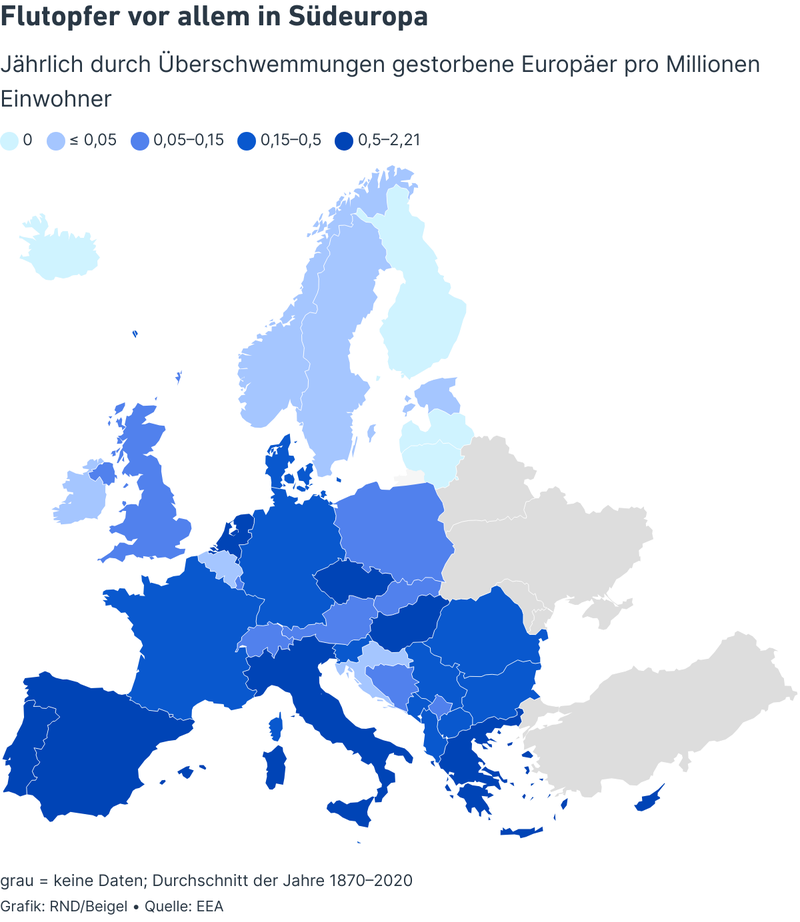 Flutopfer vor allem in Südeuropa
Jährlich durch Überschwemmungen gestorbene Europäer pro Millionen
Einwohner
0 ≤ 0,05 0,05–0,15 0,15–0,5 0,5–2,21
grau = keine Daten; Durchschnitt der Jahre 1870–2020
Grafik: RND/Beigel • Quelle: EEA